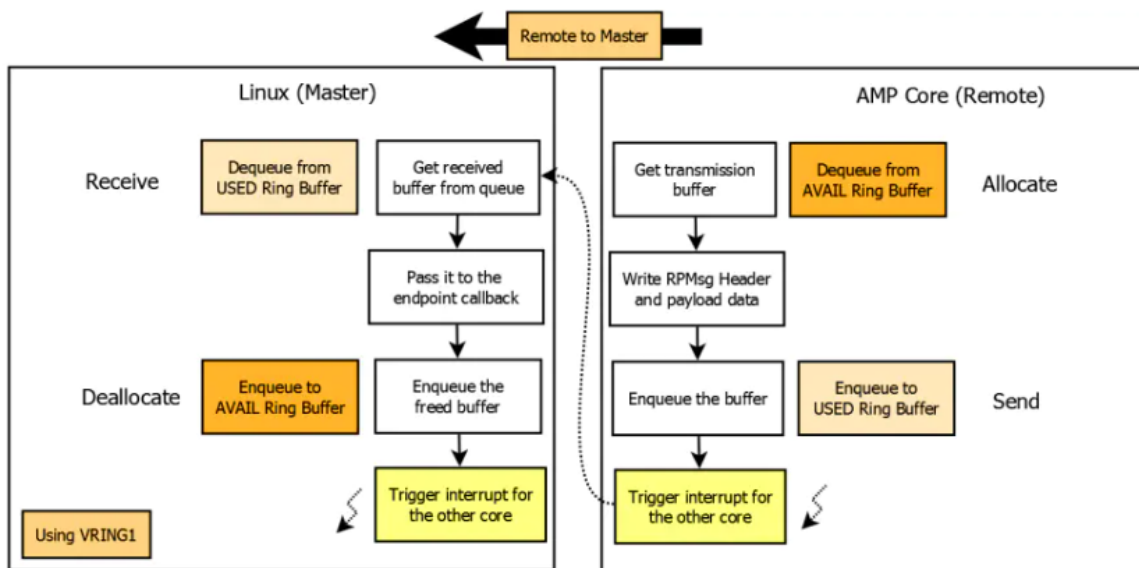 Remote to Master
Linux (Master)
AMP Core (Remote)
Receive
Dequeue from
USED Ring Buffer
Get received
buffer from queue
Get transmission
buffer
Dequeue from
AVAIL Ring Buffer
Allocate
Pass it to the
endpoint callback
Write RPMsg Header
and payload data
Deallocate
Enqueue to
AVAIL Ring Buffer
Enqueue the
freed buffer
Enqueue the buffer
Enqueue to
USED Ring Buffer
Send
Trigger interrupt for
the other core
Trigger interrupt for
the other core
Using VRING1